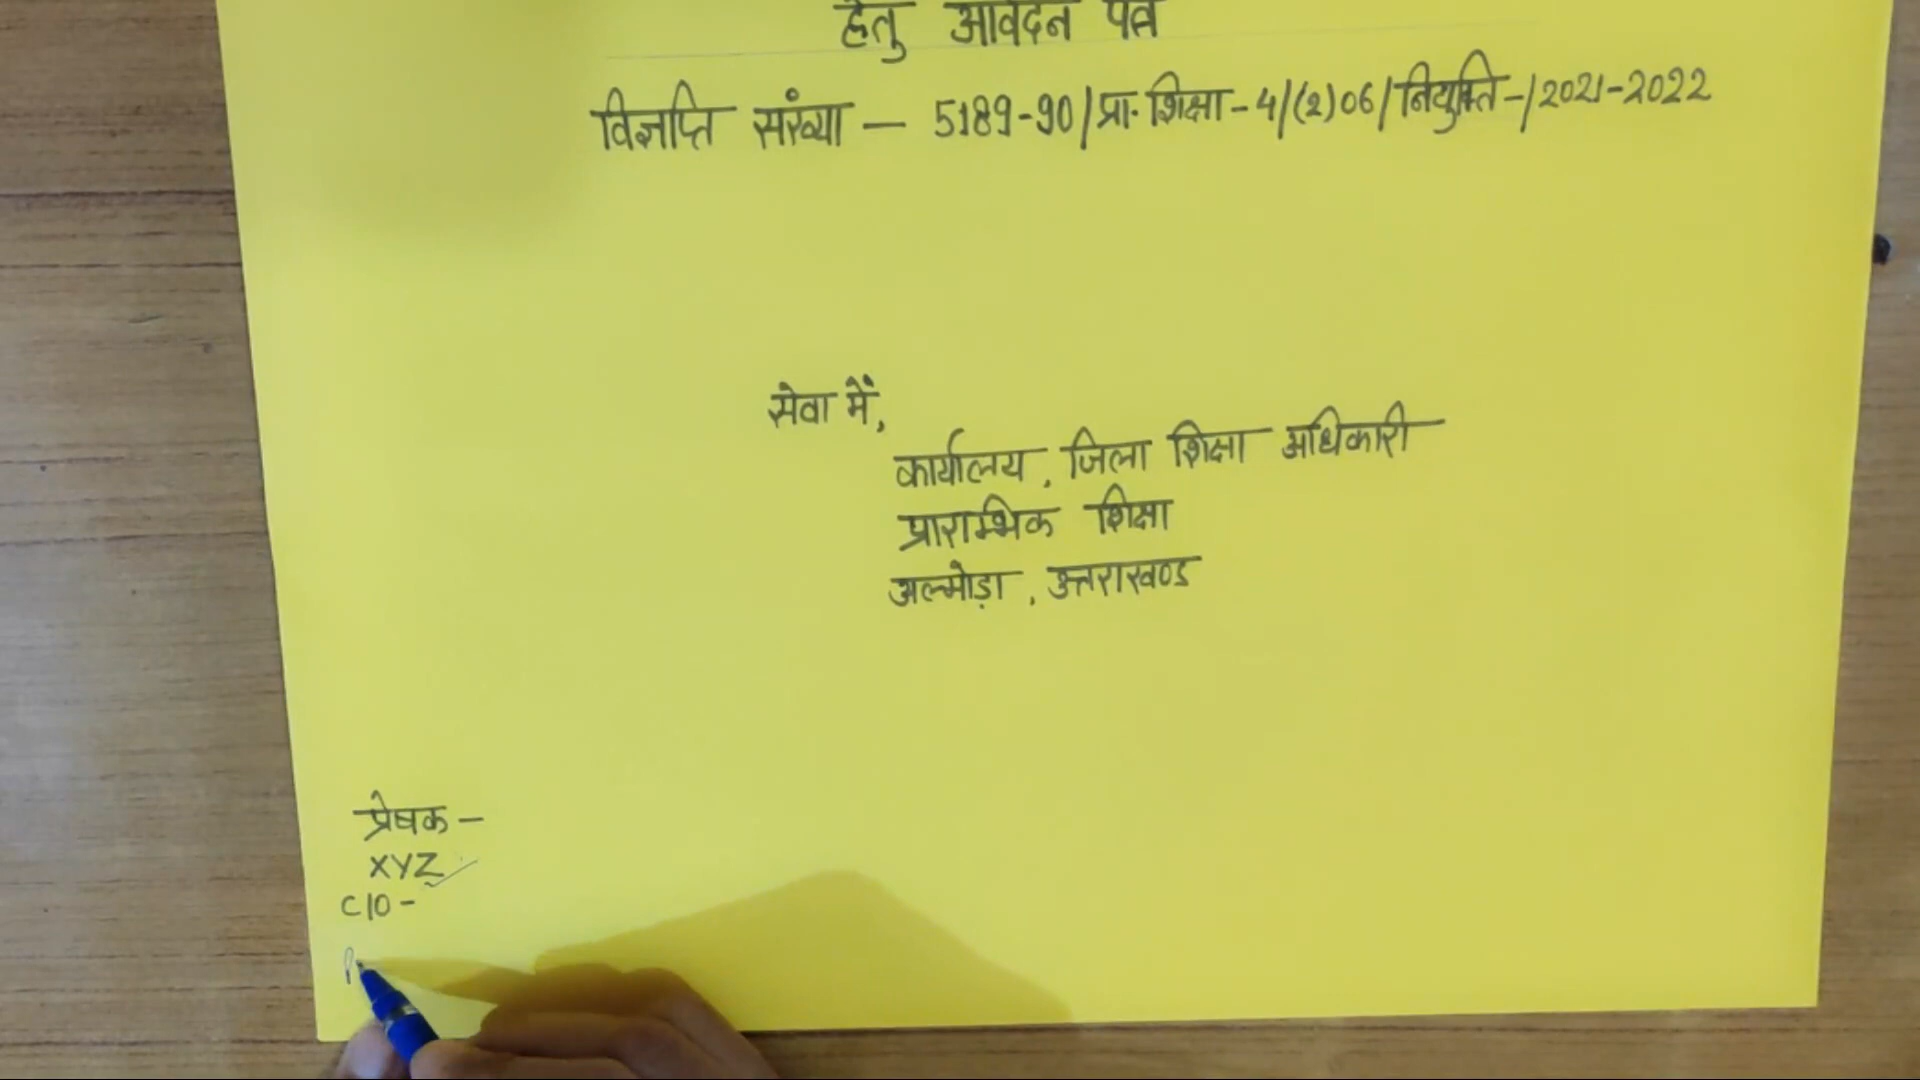 हेतु आवेदन पत्र
विज्ञप्ति संख्या – 5189-90/प्रा. शिक्षा-4/(2)06/नियुक्ति-/2021-2022
सेवा में,
कार्यालय, जिला शिक्षा अधिकारी
प्रारम्भिक शिक्षा
अल्मोड़ा, उत्तराखण्ड
प्रेषक –
XYZ
C/O -